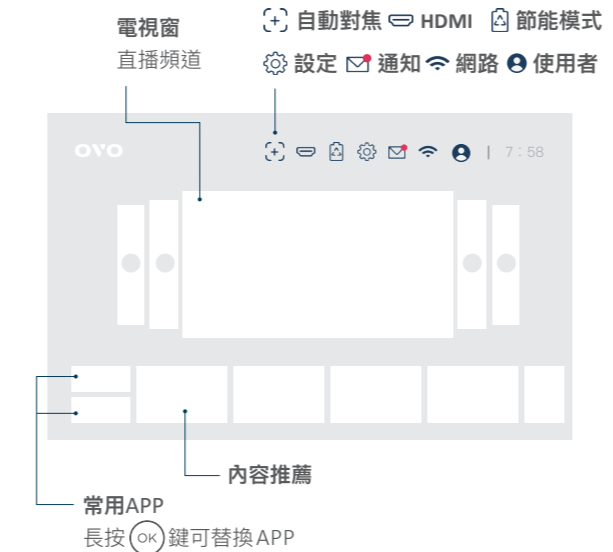 電視窗
直播頻道
自動對焦 HDMI 節能模式
設定 通知 網路 使用者
OVO
| 7:58
內容推薦
常用APP
長按OK鍵可替換APP